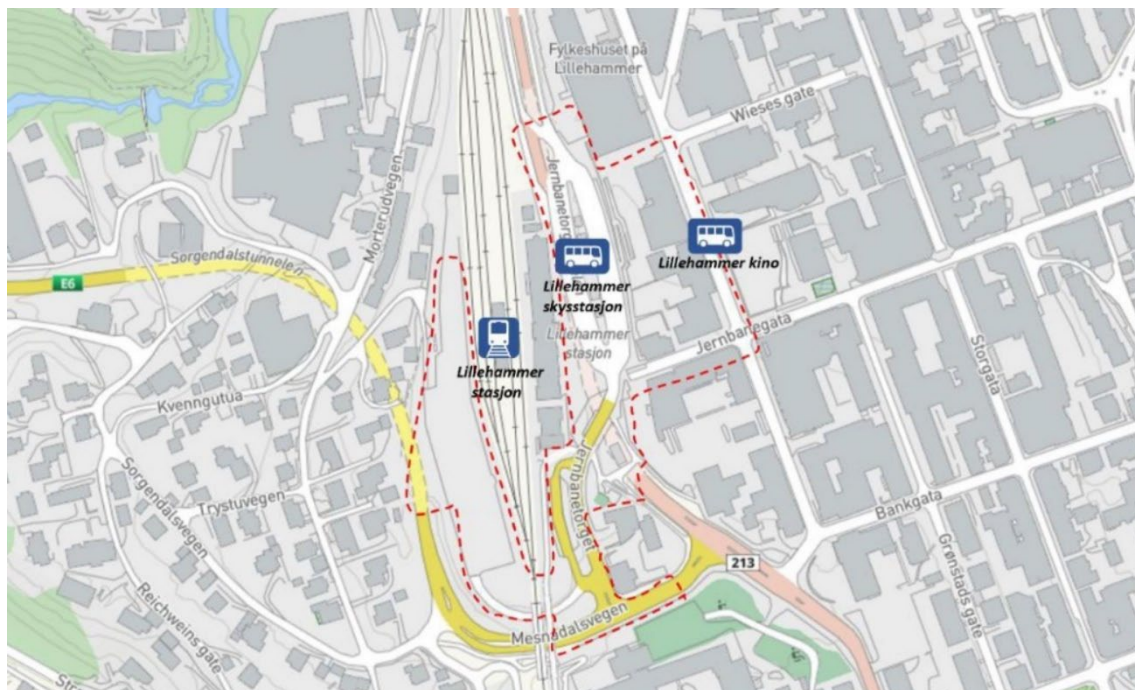 Fylkeshuset på
Lillehammer
Wieses gate
Jernbanetorg
Morterudvegen
Lillehammer kino
Sorgendalstunnelen
E6
Lillehammer
skysstasjon
Lillehammer
stasjon
Jernbanegata
Lillehammer
stasjon
Storgata
Kvenngutua
Sorgendalsvegen
Trystuvegen
Jernbanetorget
Bankgata
213
Grønstads gate
Reichweins gate
Mesnadalsvegen